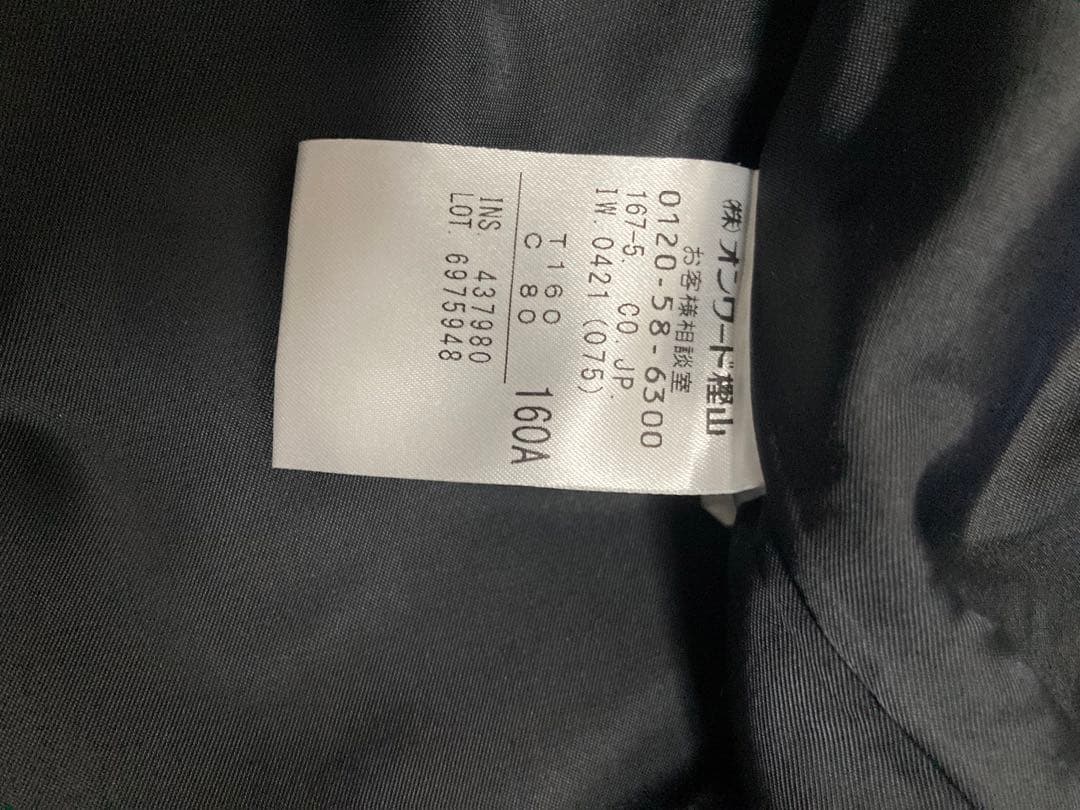 ㈱オンワード樫山
お客様相談室
0120-58-6300
167-5. CO. JP.
IW. 0421 (075)
T160
C 80
160A
INS. 437980
LOT. 6975948